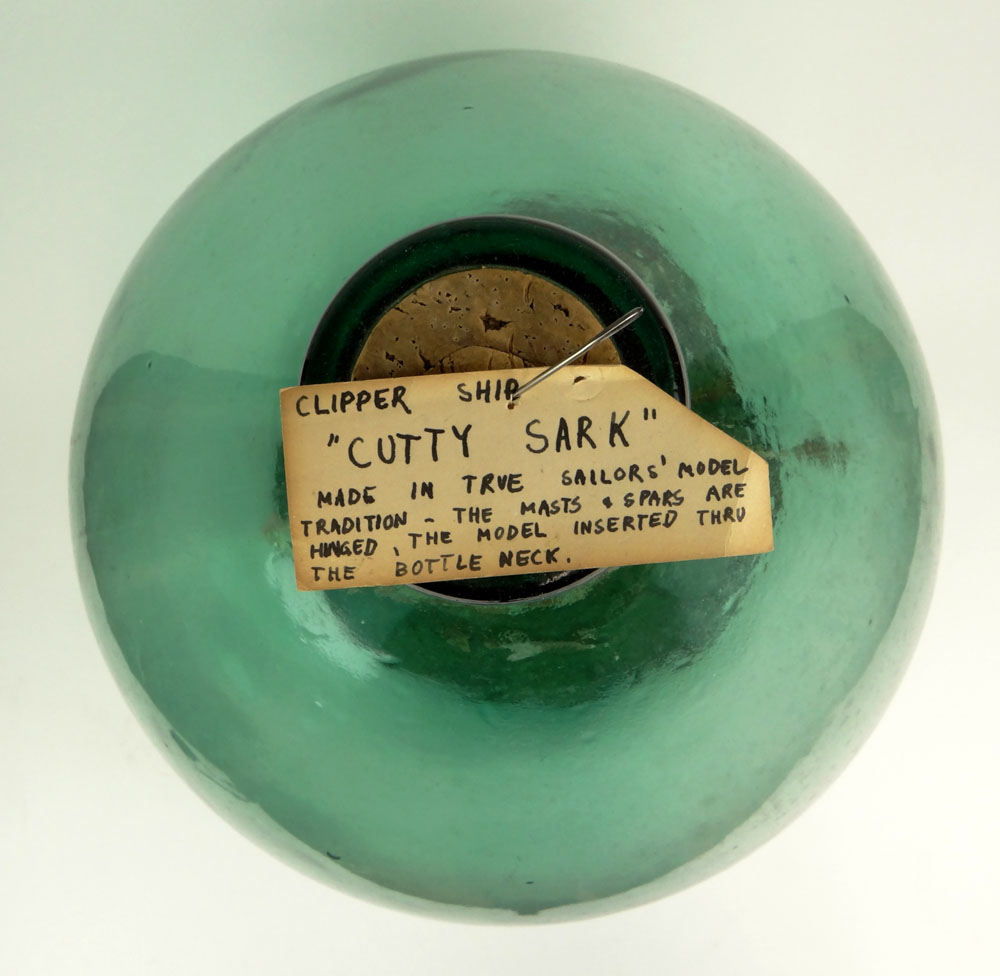 CLIPPER SHIP
"CUTTY SARK"
MADE IN TRUE SAILORS' MODEL
TRADITION - THE MASTS & SPARS ARE
HINGED, THE MODEL INSERTED THRU
THE BOTTLE NECK.